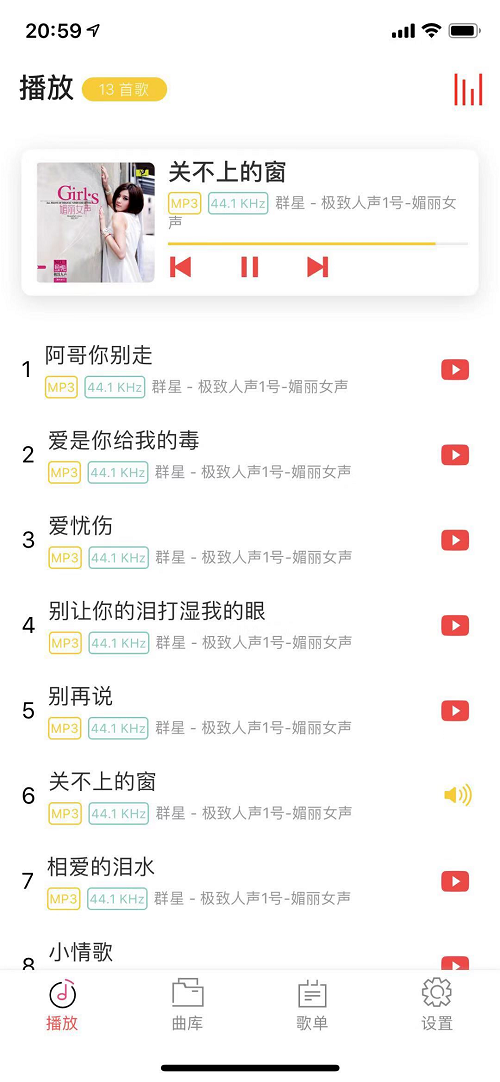 20:59
播放
13 首歌
Girl·s
媚丽女声
关不上的窗
MP3 44.1 KHz 群星 - 极致人声1号-媚丽女
声
1 阿哥你别走
MP3 44.1 KHz 群星 - 极致人声1号-媚丽女声
2 爱是你给我的毒
MP3 44.1 KHz 群星 - 极致人声1号-媚丽女声
3 爱忧伤
MP3 44.1 KHz 群星 - 极致人声1号-媚丽女声
4 别让你的泪打湿我的眼
MP3 44.1 KHz 群星 - 极致人声1号-媚丽女声
5 别再说
MP3 44.1 KHz 群星 - 极致人声1号-媚丽女声
6 关不上的窗
MP3 44.1 KHz 群星 - 极致人声1号-媚丽女声
7 相爱的泪水
MP3 44.1 KHz 群星 - 极致人声1号-媚丽女声
8 小情歌
播放 曲库 歌单 设置